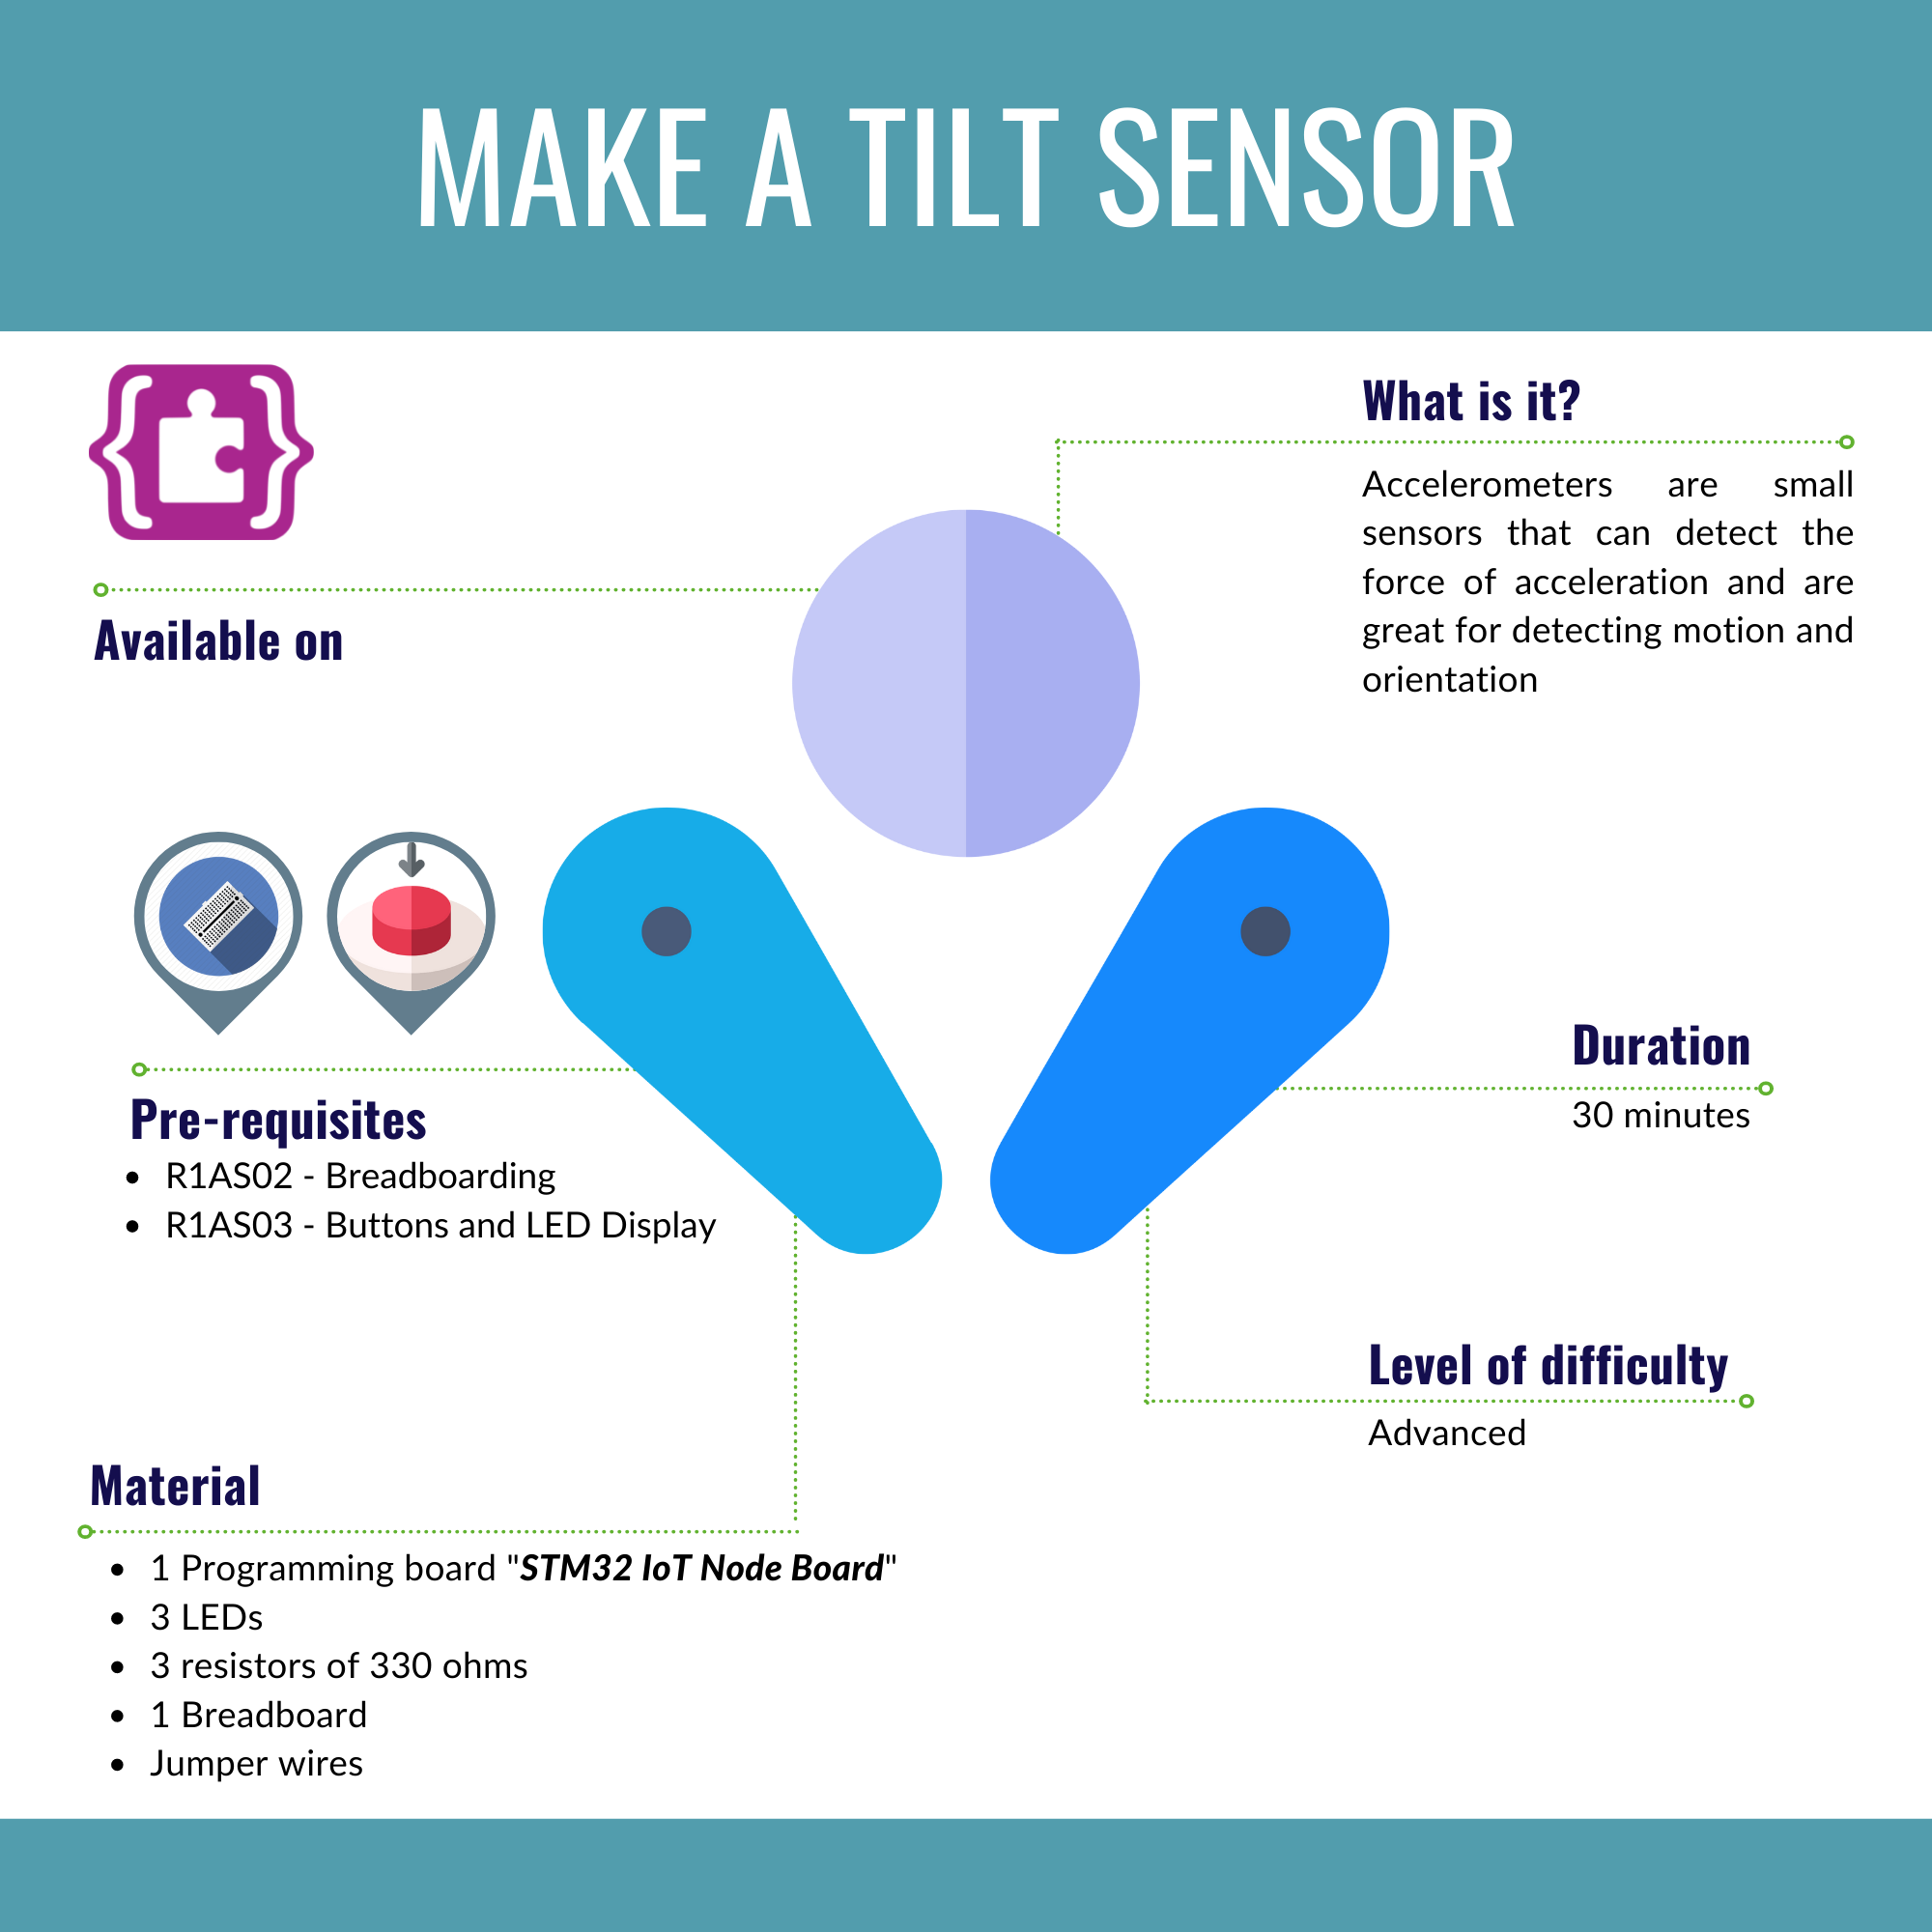 MAKE A TILT SENSOR
What is it?
Accelerometers are small
sensors that can detect the
force of acceleration and are
great for detecting motion and
orientation
Available on
Pre-requisites
• R1AS02 - Breadboarding
• R1AS03 - Buttons and LED Display
Duration
30 minutes
Level of difficulty
Advanced
Material
• 1 Programming board "STM32 IoT Node Board"
• 3 LEDs
• 3 resistors of 330 ohms
• 1 Breadboard
• Jumper wires